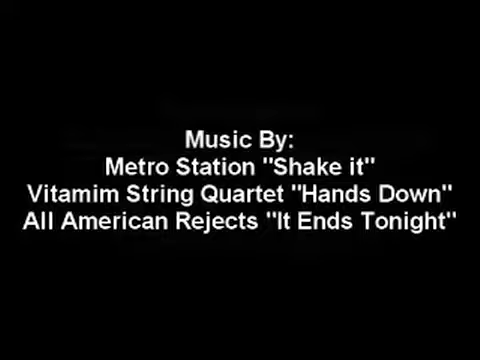 Music By:
Metro Station "Shake it"
Vitamim String Quartet "Hands Down"
All American Rejects "It Ends Tonight"